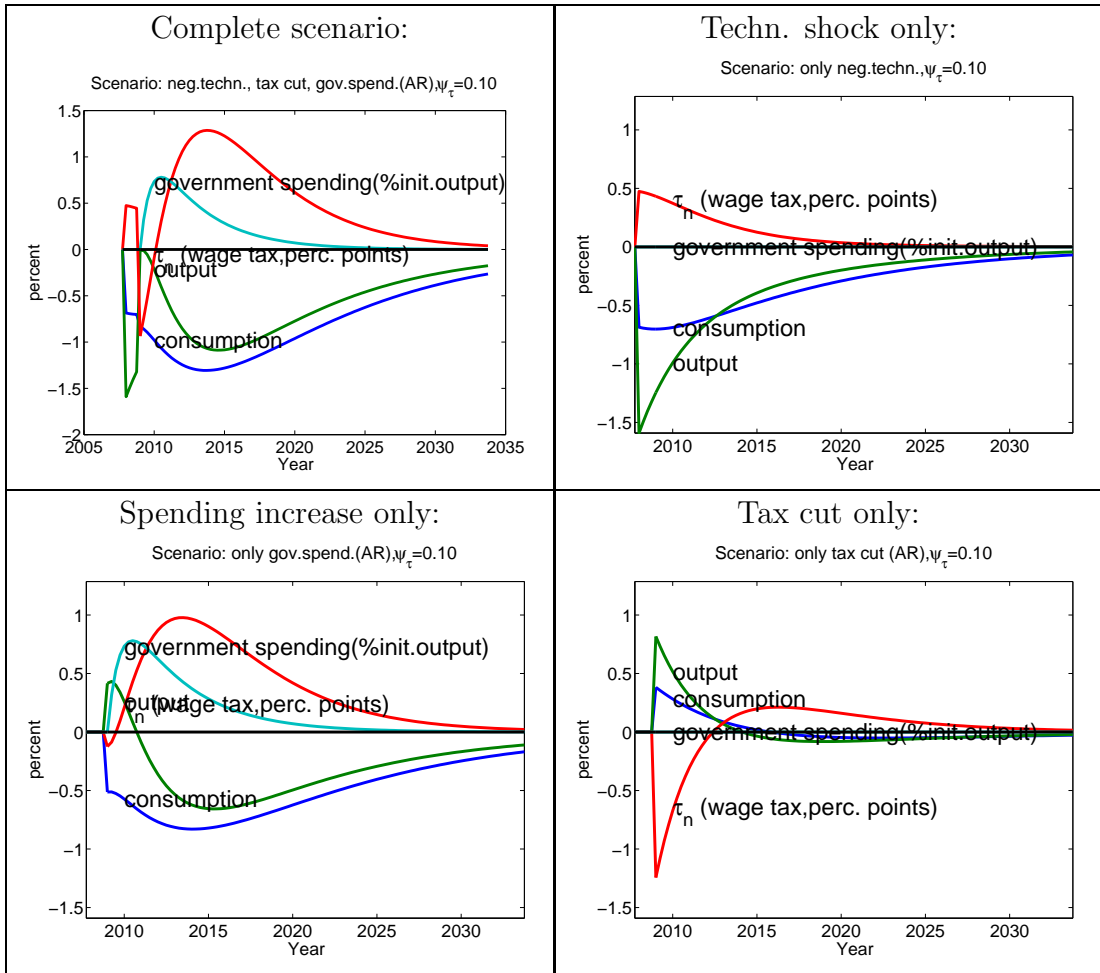 Complete scenario:
Scenario: neg.techn., tax cut, gov.spend.(AR),ψτ=0.10
1.5
1
0.5
0
−0.5
−1
−1.5
−2
percent
government spending(%init.output)
τn (wage tax,perc. points)
output
consumption
2005 2010 2015 2020 2025 2030 2035
Year
Techn. shock only:
Scenario: only neg.techn.,ψτ=0.10
1
0.5
0
−0.5
−1
−1.5
percent
τn (wage tax,perc. points)
government spending(%init.output)
consumption
output
2010 2015 2020 2025 2030
Year
Spending increase only:
Scenario: only gov.spend.(AR),ψτ=0.10
1
0.5
0
−0.5
−1
−1.5
percent
government spending(%init.output)
output
τn (wage tax,perc. points)
consumption
2010 2015 2020 2025 2030
Year
Tax cut only:
Scenario: only tax cut (AR),ψτ=0.10
1
0.5
0
−0.5
−1
−1.5
percent
output
consumption
government spending(%init.output)
τn (wage tax,perc. points)
2010 2015 2020 2025 2030
Year